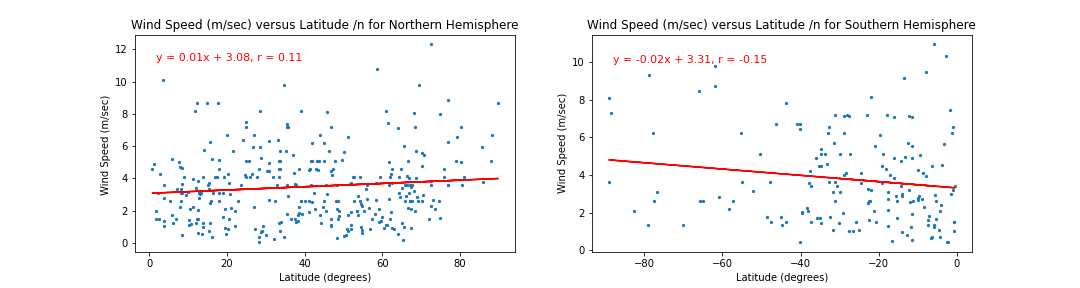 Wind Speed (m/sec) versus Latitude /n for Northern Hemisphere
y = 0.01x + 3.08, r = 0.11
Wind Speed (m/sec)
12
10
8
6
4
2
0
0
20
40
60
80
Latitude (degrees)
Wind Speed (m/sec) versus Latitude /n for Southern Hemisphere
y = -0.02x + 3.31, r = -0.15
Wind Speed (m/sec)
10
8
6
4
2
0
−80
−60
−40
−20
0
Latitude (degrees)